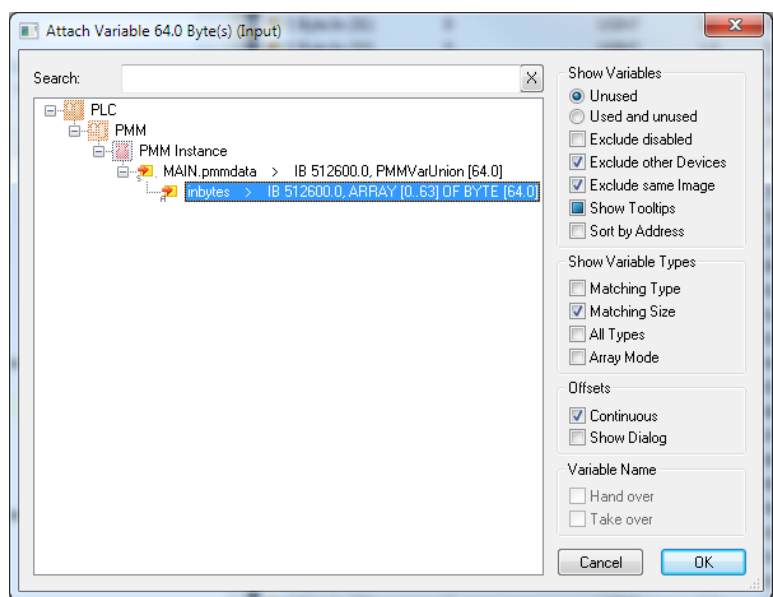 Attach Variable 64.0 Byte(s) (Input)
Search:
X
PLC
PMM
PMM Instance
MAIN.pmmdata > IB 512600.0, PMMVarUnion [64.0]
inbytes > IB 512600.0, ARRAY [0..63] OF BYTE [64.0]
Show Variables
Unused
Used and unused
Exclude disabled
Exclude other Devices
Exclude same Image
Show Tooltips
Sort by Address
Show Variable Types
Matching Type
Matching Size
All Types
Array Mode
Offsets
Continuous
Show Dialog
Variable Name
Hand over
Take over
Cancel
OK